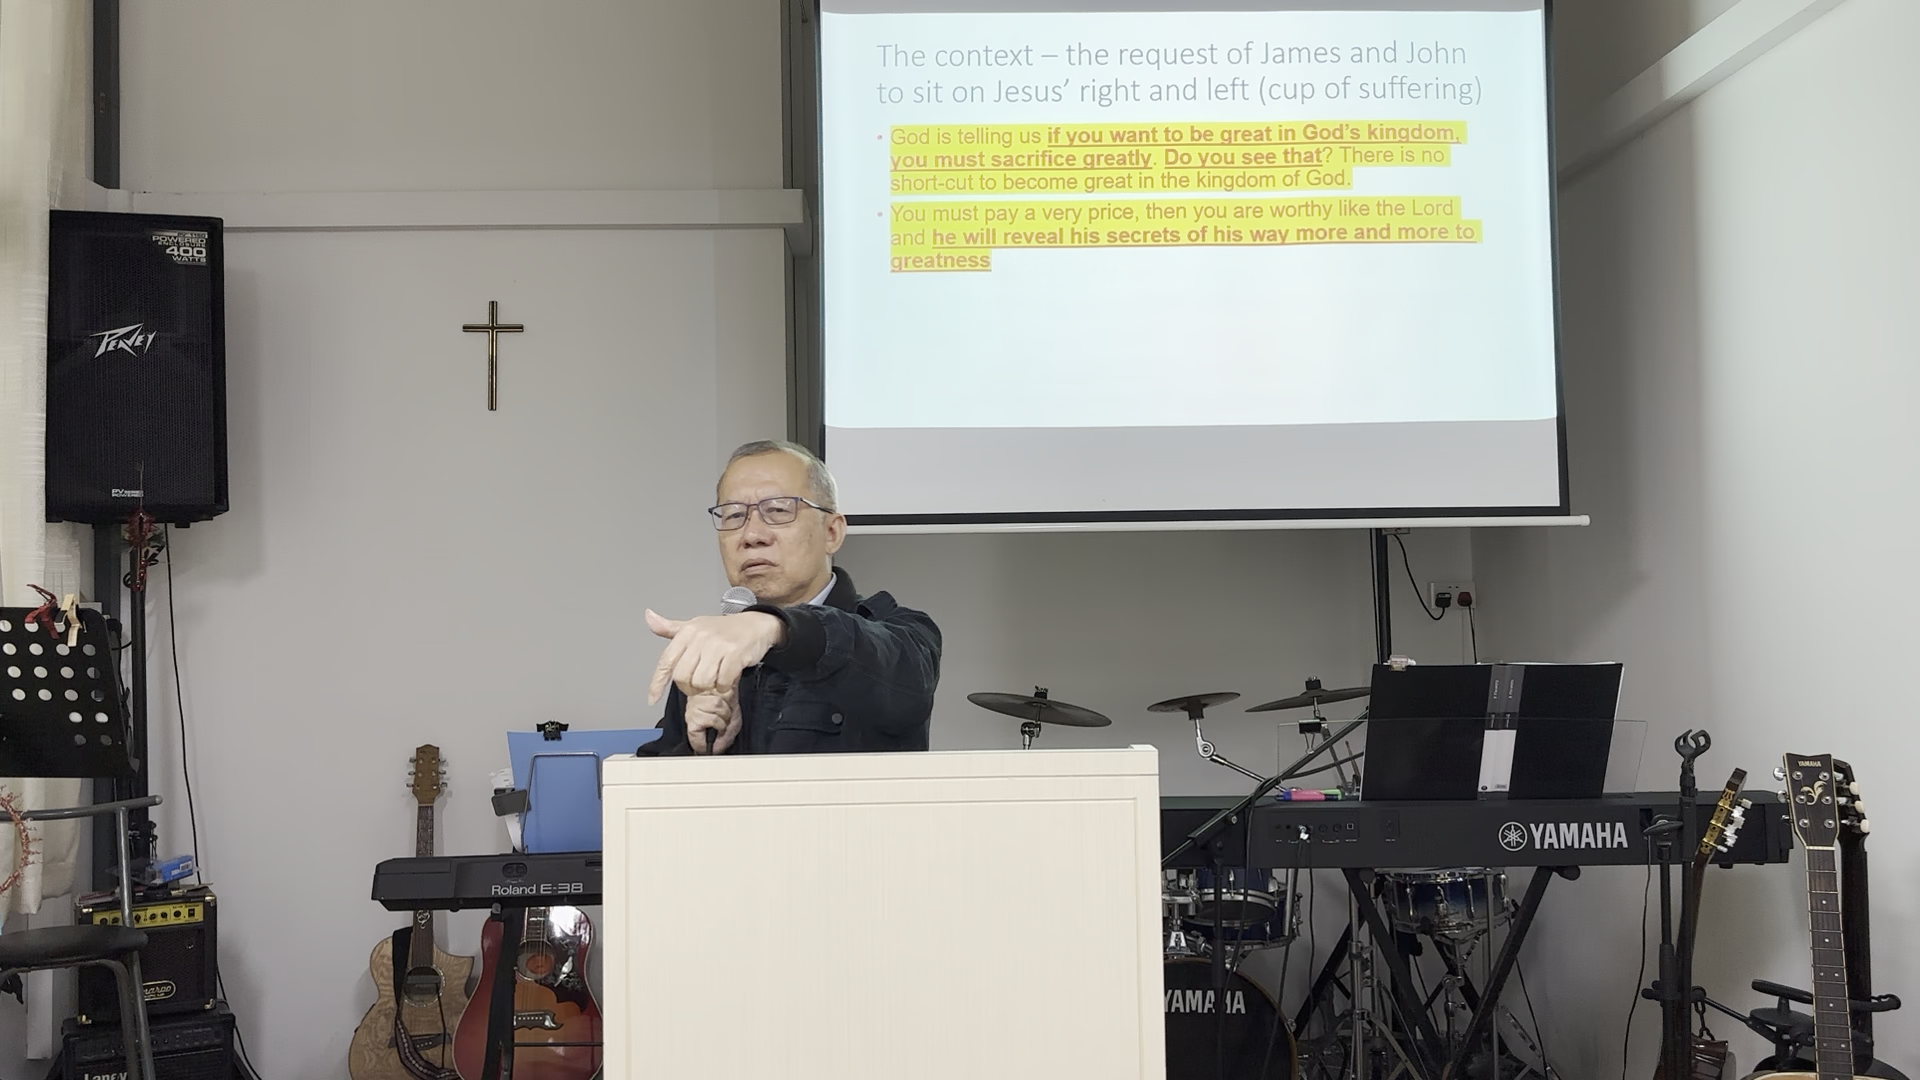 The context – the request of James and John
to sit on Jesus’ right and left (cup of suffering)
• God is telling us if you want to be great in God’s kingdom,
you must sacrifice greatly. Do you see that? There is no
short-cut to become great in the kingdom of God.
• You must pay a very price, then you are worthy like the Lord
and he will reveal his secrets of his way more and more to
greatness
POWERED
ENCLOSURE
400
WATTS
PEAVEY
Roland E-38
YAMAHA
YAMAHA
YAMAHA
Laney